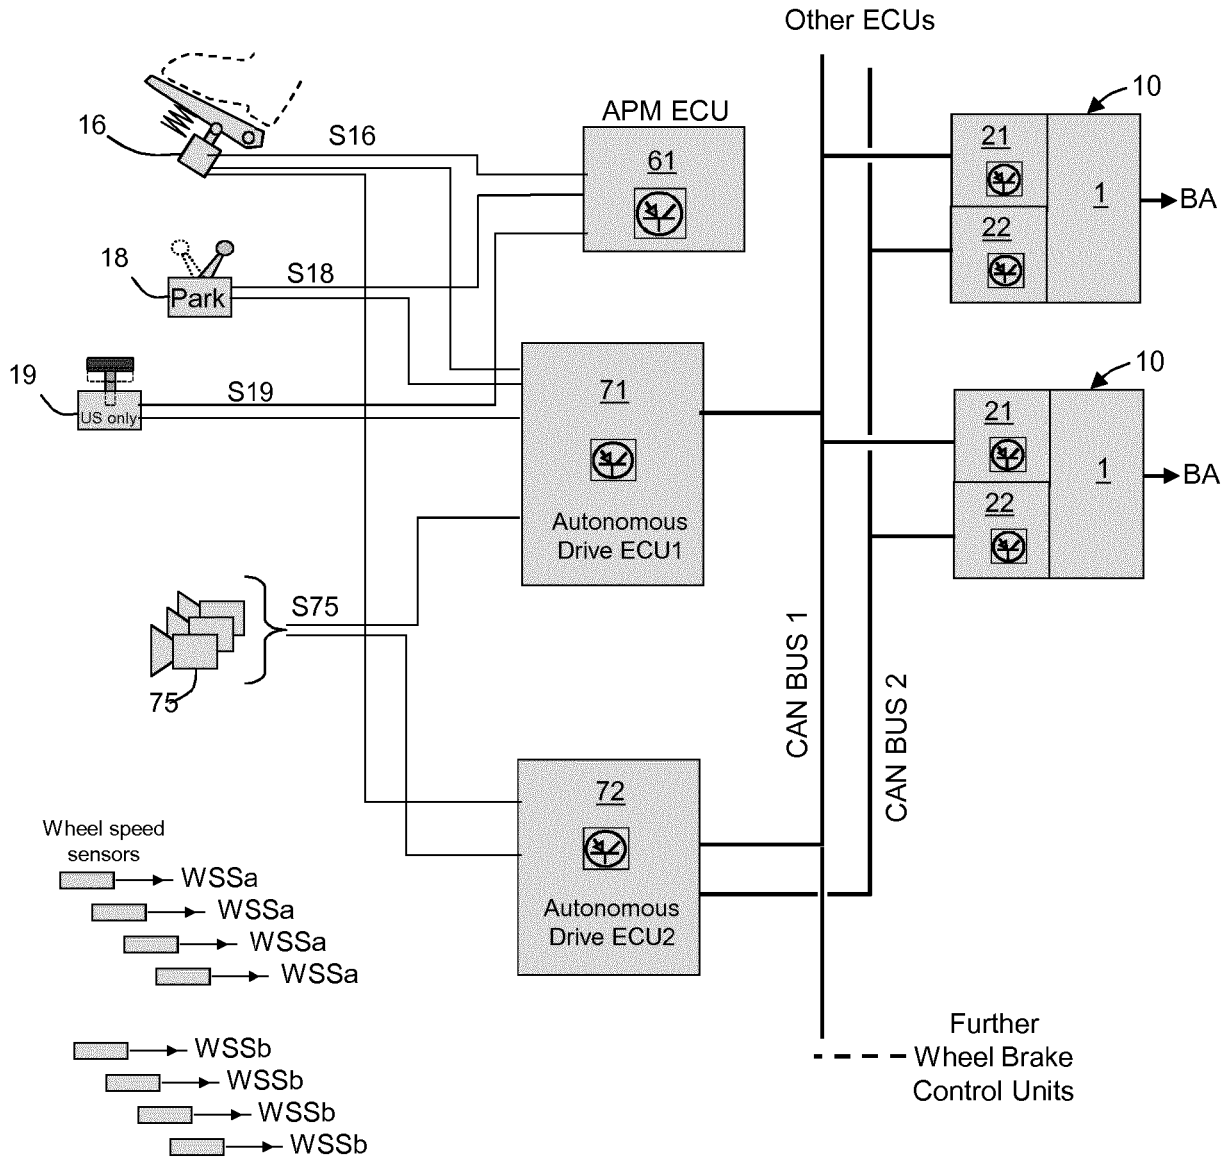 Other ECUs
10
APM ECU
16
S16
61
21
1
BA
22
18
S18
Park
10
19
S19
US only
71
21
1
BA
22
Autonomous
Drive ECU1
S75
75
CAN BUS 1
CAN BUS 2
72
Autonomous
Drive ECU2
Wheel speed
sensors
WSSa
WSSa
WSSa
WSSa
WSSb
WSSb
WSSb
WSSb
Further
Wheel Brake
Control Units